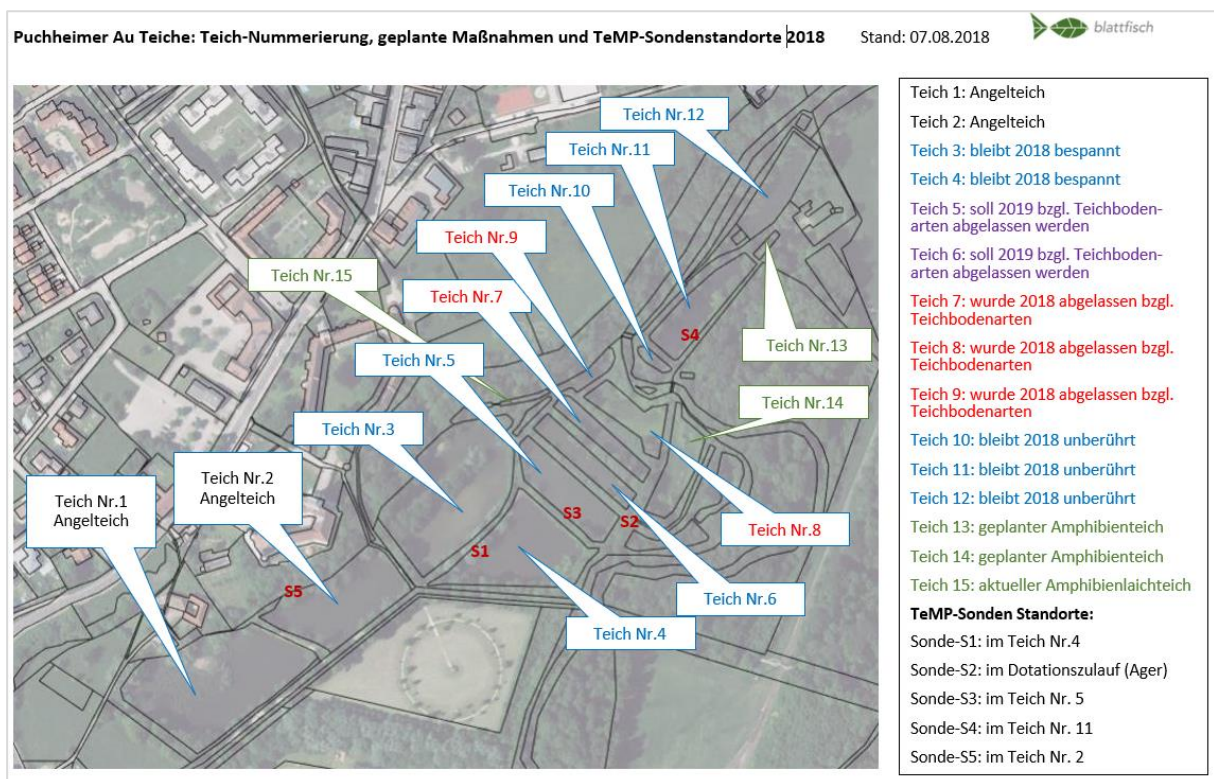 Puchheimer Au Teiche: Teich-Nummerierung, geplante Maßnahmen und TeMP-Sondenstandorte 2018 Stand: 07.08.2018
blattfisch
Teich Nr.12
Teich Nr.11
Teich Nr.10
Teich Nr.9
Teich Nr.15
Teich Nr.7
S4
Teich Nr.13
Teich Nr.5
Teich Nr.14
Teich Nr.3
Teich Nr.2
Angelteich
Teich Nr.1
Angelteich
S3
S2
Teich Nr.8
S1
S5
Teich Nr.6
Teich Nr.4
Teich 1: Angelteich
Teich 2: Angelteich
Teich 3: bleibt 2018 bespannt
Teich 4: bleibt 2018 bespannt
Teich 5: soll 2019 bzgl. Teichboden-
arten abgelassen werden
Teich 6: soll 2019 bzgl. Teichboden-
arten abgelassen werden
Teich 7: wurde 2018 abgelassen bzgl.
Teichbodenarten
Teich 8: wurde 2018 abgelassen bzgl.
Teichbodenarten
Teich 9: wurde 2018 abgelassen bzgl.
Teichbodenarten
Teich 10: bleibt 2018 unberührt
Teich 11: bleibt 2018 unberührt
Teich 12: bleibt 2018 unberührt
Teich 13: geplanter Amphibienteich
Teich 14: geplanter Amphibienteich
Teich 15: aktueller Amphibienlaichteich
TeMP-Sonden Standorte:
Sonde-S1: im Teich Nr.4
Sonde-S2: im Dotationszulauf (Ager)
Sonde-S3: im Teich Nr. 5
Sonde-S4: im Teich Nr. 11
Sonde-S5: im Teich Nr. 2